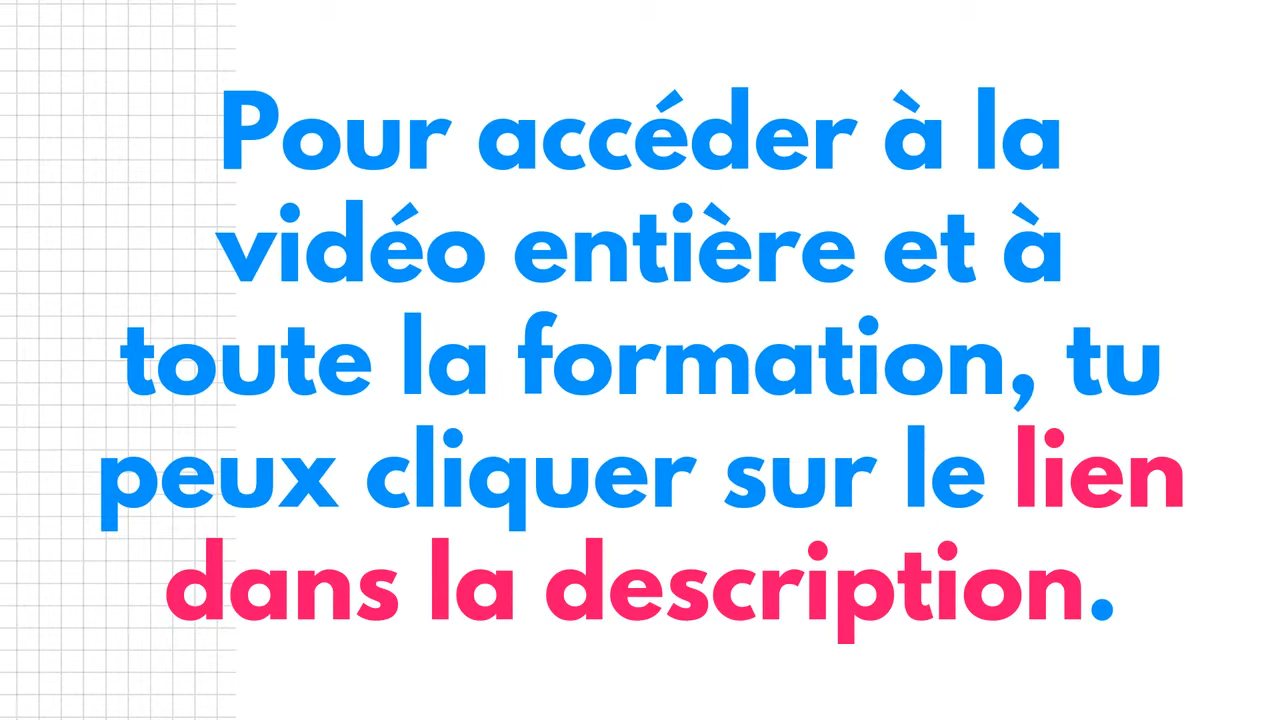 Pour accéder à la
vidéo entière et à
toute la formation, tu
peux cliquer sur le lien
dans la description.